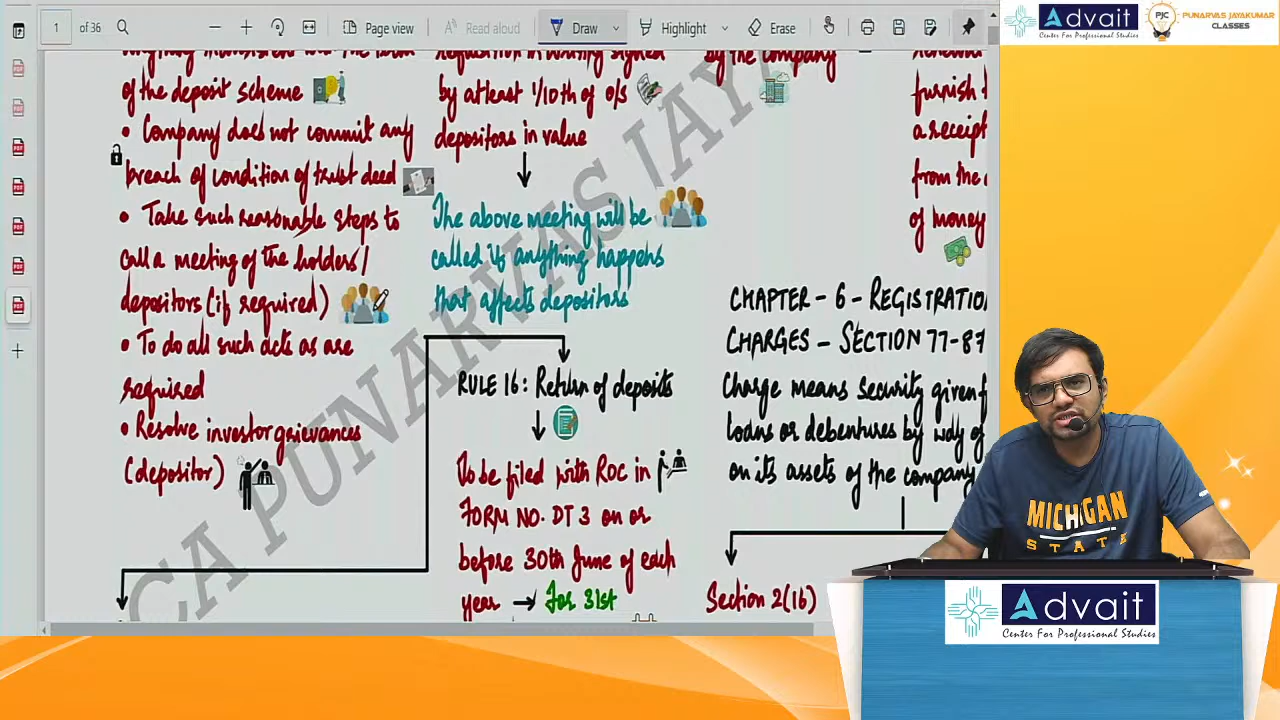 1 of 36
Page view
Read aloud
Draw
Highlight
Erase
Advait
Center For Professional Studies
PJC
PUNARVAS JAYAKUMAR
CLASSES
of the deposit scheme
• Company does not commit any
breach of condition of trust deed
• Take such reasonable steps to
call a meeting of the holders/
depositors (if required)
• To do all such acts as are
required
• Resolve investor grievances
(depositor)
requisition in writing signed
by atleast 1/10th of o/s
depositors in value
The above meeting will be
called if anything happens
that affects depositors
RULE 16: Return of deposits
To be filed with ROC in
FORM NO. DT 3 on or
before 30th June of each
year → For 31st
by the company
furnish
a receipt
from the
of money
CHAPTER - 6 - REGISTRATIO
CHARGES - SECTION 77-87
Charge means security given f
loans or debentures by way of
on its assets of the company
Section 2(16)
CA PUNARVAS JAYA
MICHIGAN
STATE
Advait
Center For Professional Studies